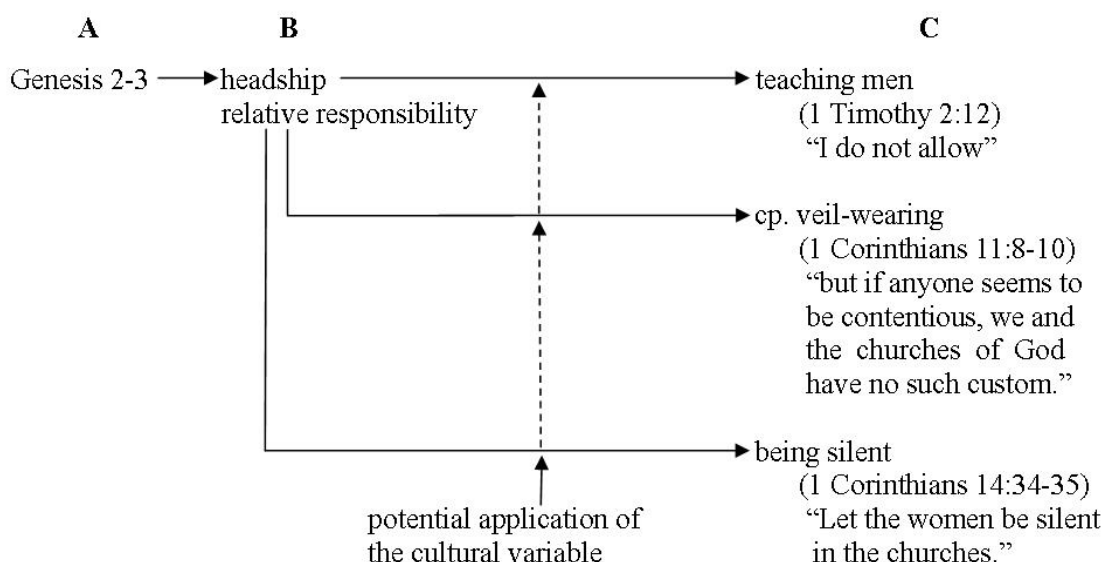 A B C
Genesis 2-3 headship teaching men
relative responsibility (1 Timothy 2:12)
“I do not allow”
cp. veil-wearing
(1 Corinthians 11:8-10)
“but if anyone seems to
be contentious, we and
the churches of God
have no such custom.”
being silent
(1 Corinthians 14:34-35)
potential application of “Let the women be silent
the cultural variable in the churches.”